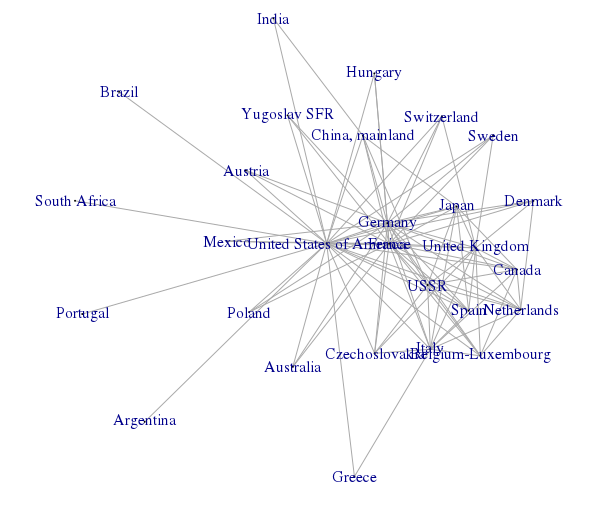 India
Hungary
Brazil
Yugoslav SFR
Switzerland
China, mainland
Sweden
Austria
South Africa
Japan
Denmark
Germany
Mexico
United States of America
France
United Kingdom
Canada
USSR
Portugal
Poland
Spain
Netherlands
Italy
Czechoslovakia
Belgium-Luxembourg
Australia
Argentina
Greece